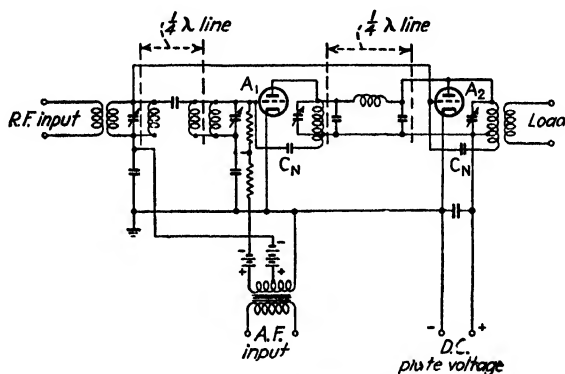 1/4 λ line
1/4 λ line
A1
A2
R.F. input
Load
CN
CN
- -
+ +
- +
A.F.
input
D.C.
plate voltage